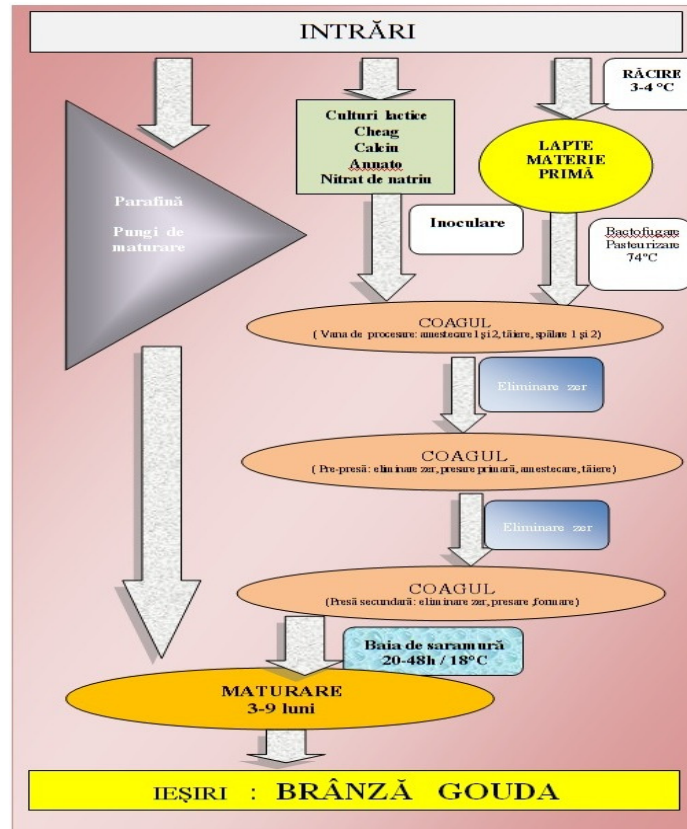 INTRĂRI
RĂCIRE
3-4 °C
Culturi lactice
Cheag
Calciu
Annato
Nitrat de natriu
LAPTE
MATERIE
PRIMĂ
Parafină
Pungi de
maturare
Inoculare
Bactofugare
Pasteurizare
74°C
COAGUL
( Vana de procesare: amestecare 1 și 2, tăiere, spălare 1 și 2)
Eliminare zer
COAGUL
( Pre-presă: eliminare zer, presare primară, amestecare, tăiere)
Eliminare zer
COAGUL
(Presă secundară: eliminare zer, presare ,formare)
Baia de saramură
20-48h / 18°C
MATURARE
3-9 luni
IEȘIRI : BRÂNZĂ GOUDA